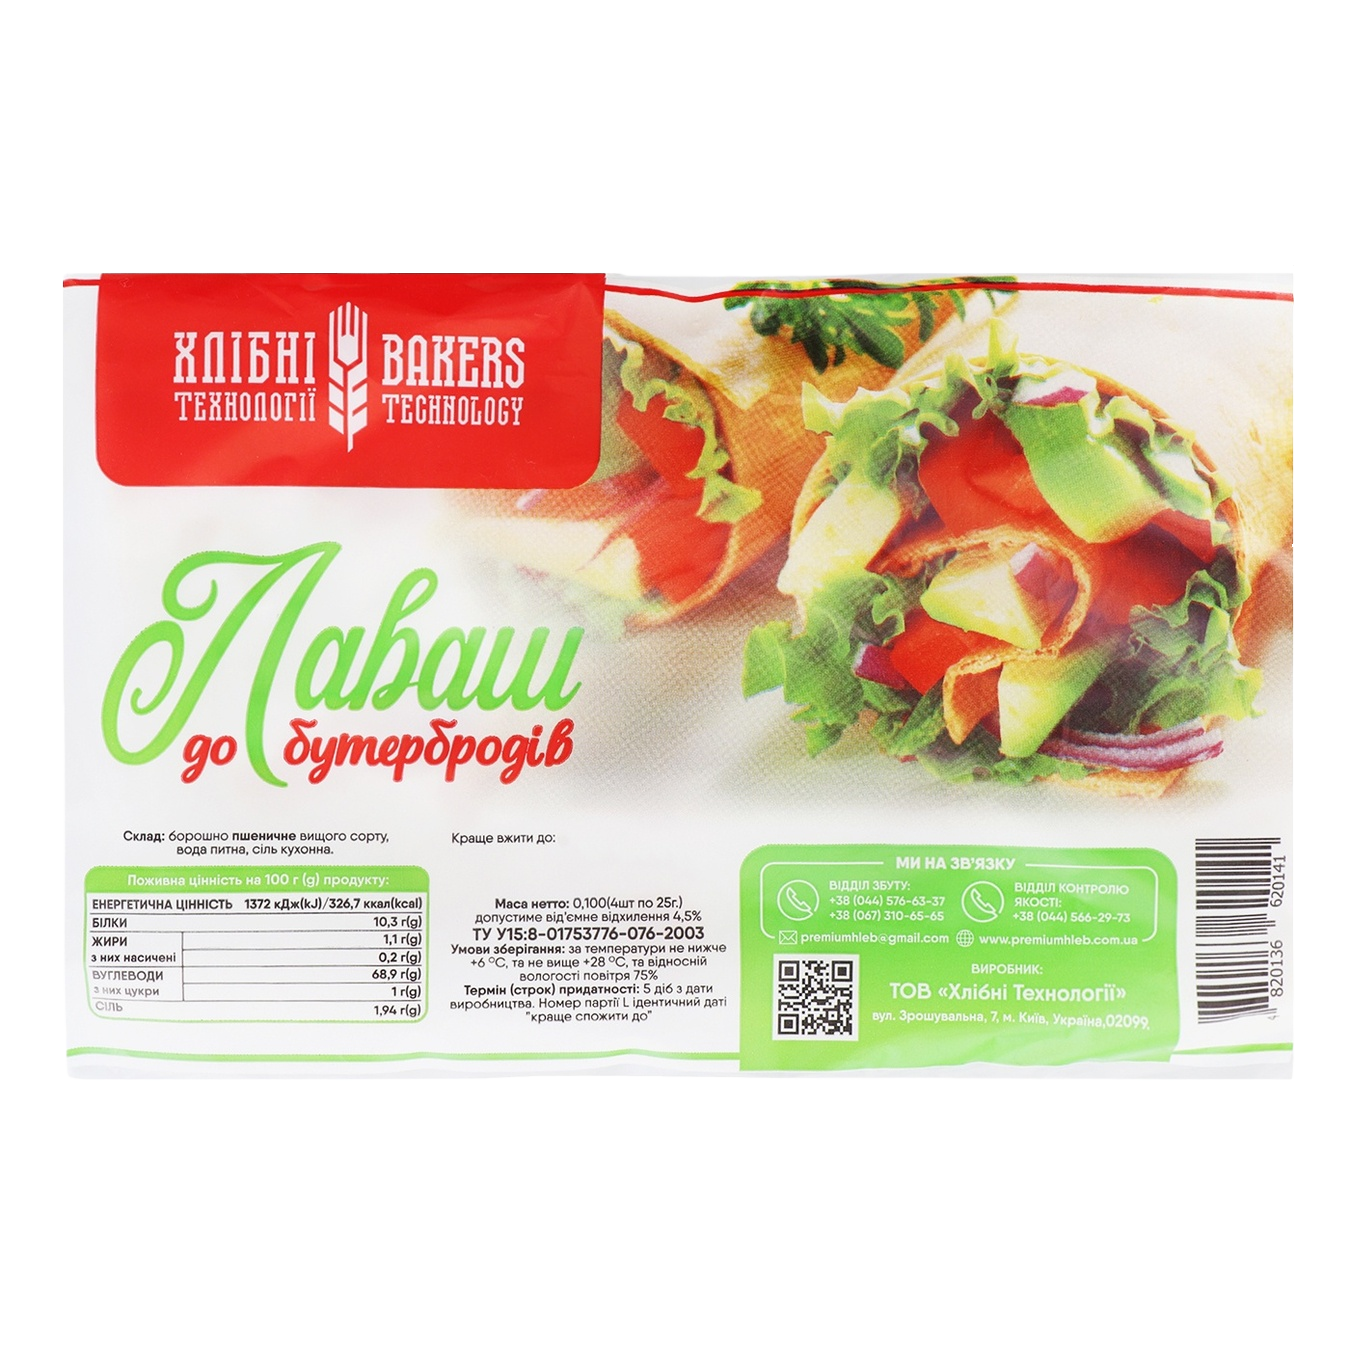 ХЛІБНІ BAKERS
ТЕХНОЛОГІЇ TECHNOLOGY
Лаваш
до бутербродів
Склад: борошно пшеничне вищого сорту,
вода питна, сіль кухонна.
Поживна цінність на 100 г (g) продукту:
ЕНЕРГЕТИЧНА ЦІННІСТЬ 1372 кДж(kJ)/326,7 ккал(kcal)
БІЛКИ 10,3 г(g)
ЖИРИ 1,1 г(g)
з них насичені 0,2 г(g)
ВУГЛЕВОДИ 68,9 г(g)
з них цукри 1 г(g)
СІЛЬ 1,94 г(g)
Краще вжити до:
Маса нетто: 0,100(4шт по 25г.)
допустиме від'ємне відхилення 4,5%
ТУ У15:8-01753776-076-2003
Умови зберігання: за температури не нижче
+6 °С, та не вище +28 °С, та відносній
вологості повітря 75%
Термін (строк) придатності: 5 діб з дати
виробництва. Номер партії L ідентичний даті
"краще спожити до"
МИ НА ЗВ'ЯЗКУ
ВІДДІЛ ЗБУТУ:
+38 (044) 576-63-37
+38 (067) 310-65-65
ВІДДІЛ КОНТРОЛЮ
ЯКОСТІ:
+38 (044) 566-29-73
premiumhleb@gmail.com www.premiumhleb.com.ua
ВИРОБНИК:
ТОВ «Хлібні Технології»
вул. Зрошувальна, 7, м. Київ, Україна,02099,
4 820136 620141